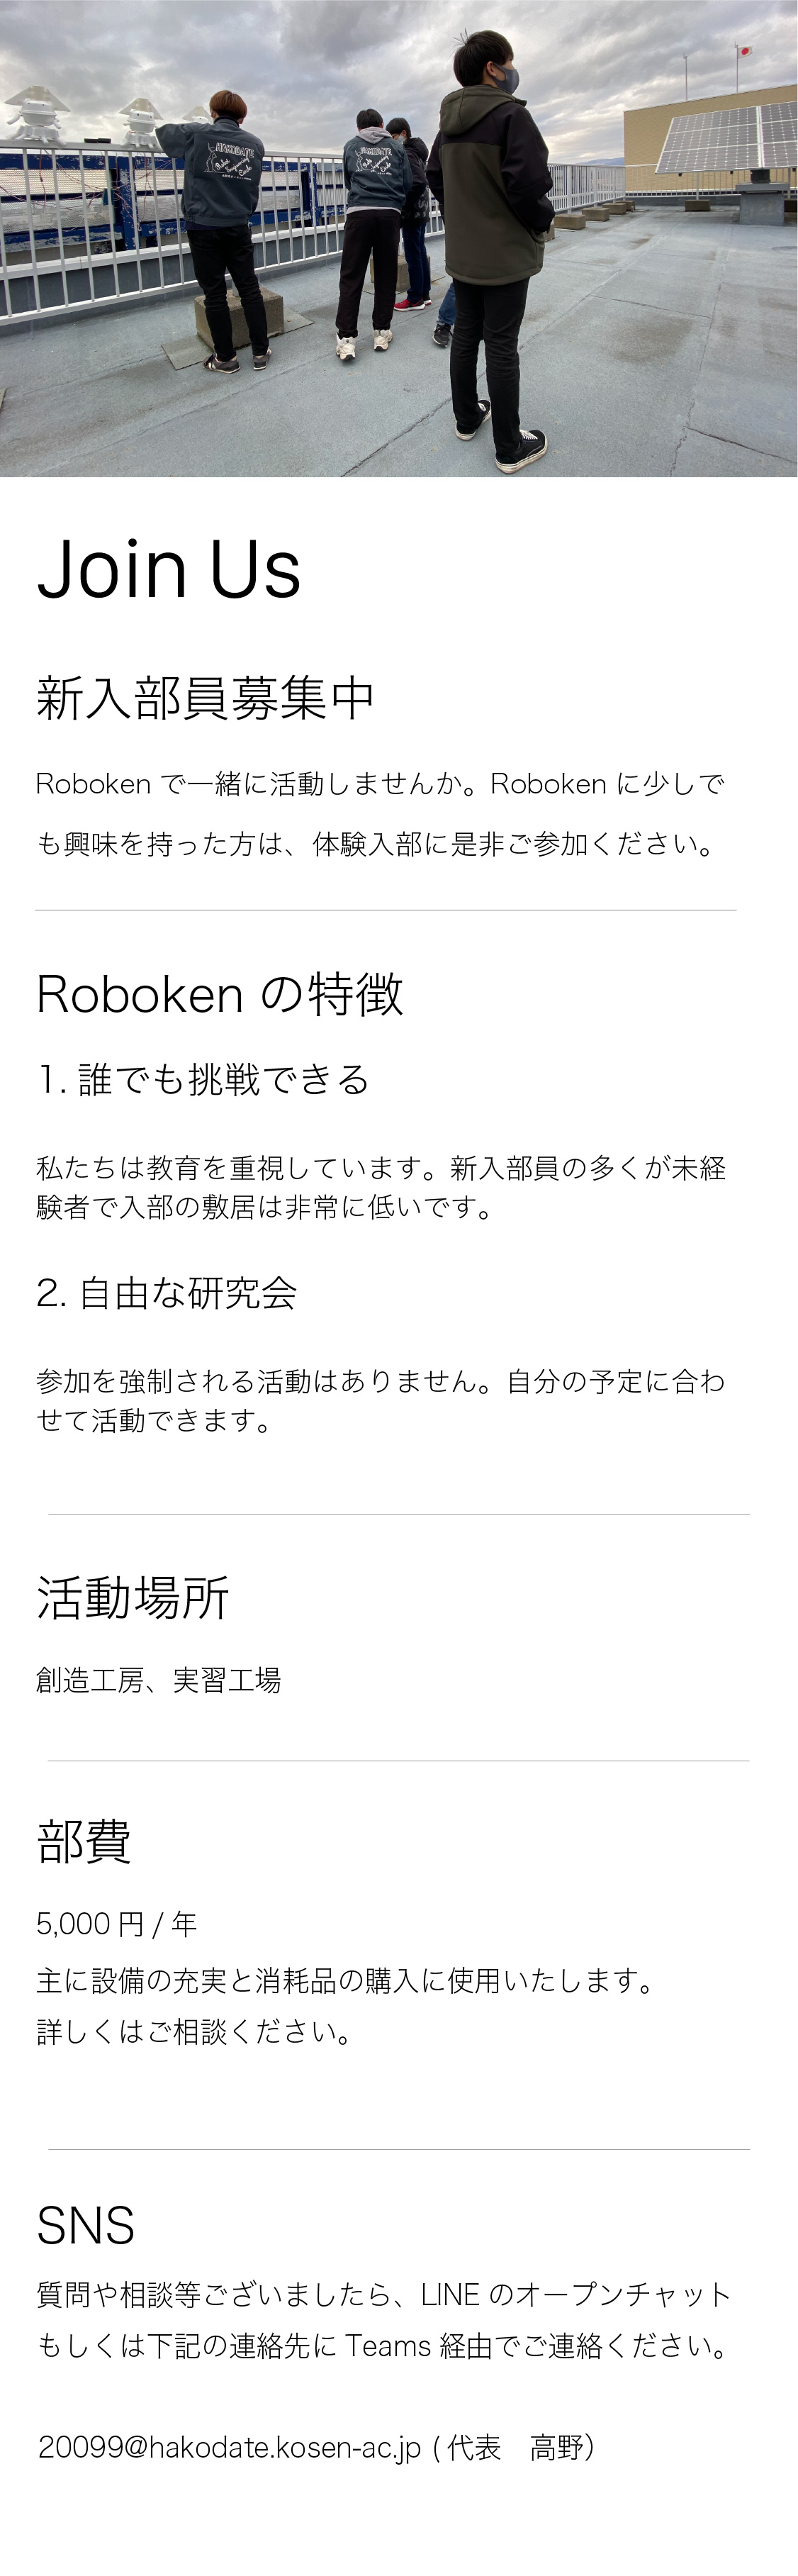 HAKODATE
HAKODATE
Join Us
新入部員募集中
Roboken で一緒に活動しませんか。Roboken に少しで
も興味を持った方は、体験入部に是非ご参加ください。
Roboken の特徴
1. 誰でも挑戦できる
私たちは教育を重視しています。新入部員の多くが未経
験者で入部の敷居は非常に低いです。
2. 自由な研究会
参加を強制される活動はありません。自分の予定に合わ
せて活動できます。
活動場所
創造工房、実習工場
部費
5,000 円 / 年
主に設備の充実と消耗品の購入に使用いたします。
詳しくはご相談ください。
SNS
質問や相談等ございましたら、LINE のオープンチャット
もしくは下記の連絡先に Teams 経由でご連絡ください。
20099@hakodate.kosen-ac.jp ( 代表　高野）